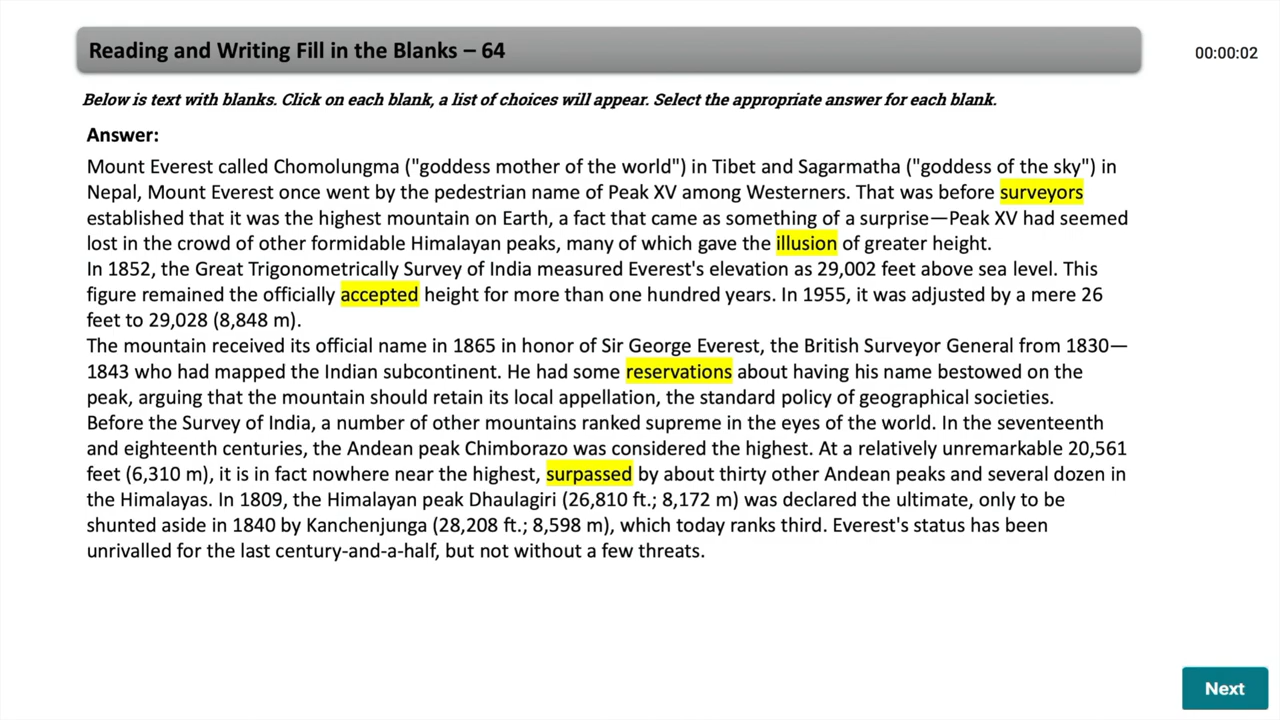 Reading and Writing Fill in the Blanks – 64
00:00:02
Below is text with blanks. Click on each blank, a list of choices will appear. Select the appropriate answer for each blank.
Answer:
Mount Everest called Chomolungma ("goddess mother of the world") in Tibet and Sagarmatha ("goddess of the sky") in
Nepal, Mount Everest once went by the pedestrian name of Peak XV among Westerners. That was before surveyors
established that it was the highest mountain on Earth, a fact that came as something of a surprise—Peak XV had seemed
lost in the crowd of other formidable Himalayan peaks, many of which gave the illusion of greater height.
In 1852, the Great Trigonometrically Survey of India measured Everest's elevation as 29,002 feet above sea level. This
figure remained the officially accepted height for more than one hundred years. In 1955, it was adjusted by a mere 26
feet to 29,028 (8,848 m).
The mountain received its official name in 1865 in honor of Sir George Everest, the British Surveyor General from 1830—
1843 who had mapped the Indian subcontinent. He had some reservations about having his name bestowed on the
peak, arguing that the mountain should retain its local appellation, the standard policy of geographical societies.
Before the Survey of India, a number of other mountains ranked supreme in the eyes of the world. In the seventeenth
and eighteenth centuries, the Andean peak Chimborazo was considered the highest. At a relatively unremarkable 20,561
feet (6,310 m), it is in fact nowhere near the highest, surpassed by about thirty other Andean peaks and several dozen in
the Himalayas. In 1809, the Himalayan peak Dhaulagiri (26,810 ft.; 8,172 m) was declared the ultimate, only to be
shunted aside in 1840 by Kanchenjunga (28,208 ft.; 8,598 m), which today ranks third. Everest's status has been
unrivalled for the last century-and-a-half, but not without a few threats.
Next